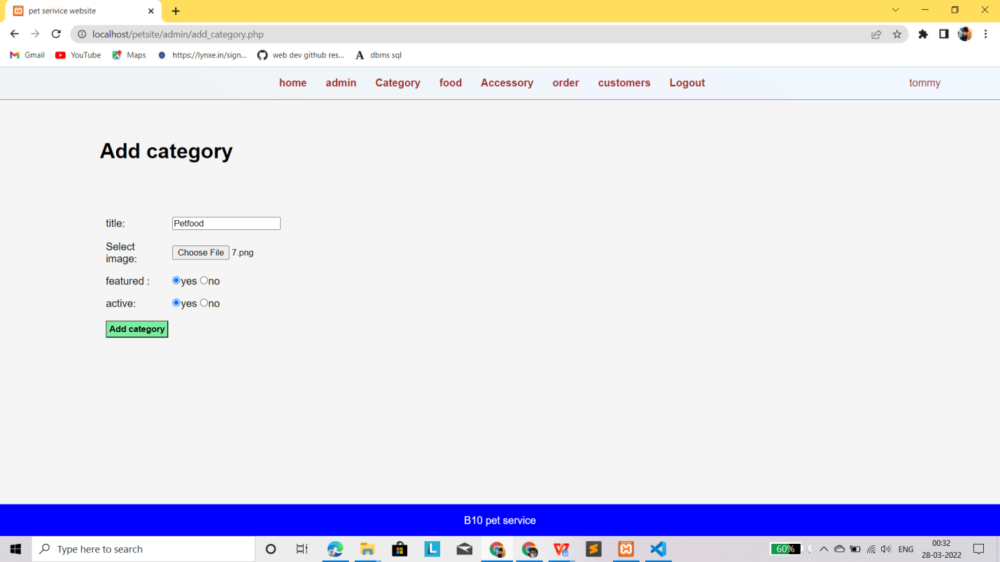 pet serivice website
localhost/petsite/admin/add_category.php
Gmail YouTube Maps https://lynxe.in/sign... web dev github res... A dbms sql
home admin Category food Accessory order customers Logout tommy
Add category
title: Petfood
Select
image: Choose File 7.png
featured : yes no
active: yes no
Add category
B10 pet service
Type here to search L 60% ENG 00:32
28-03-2022